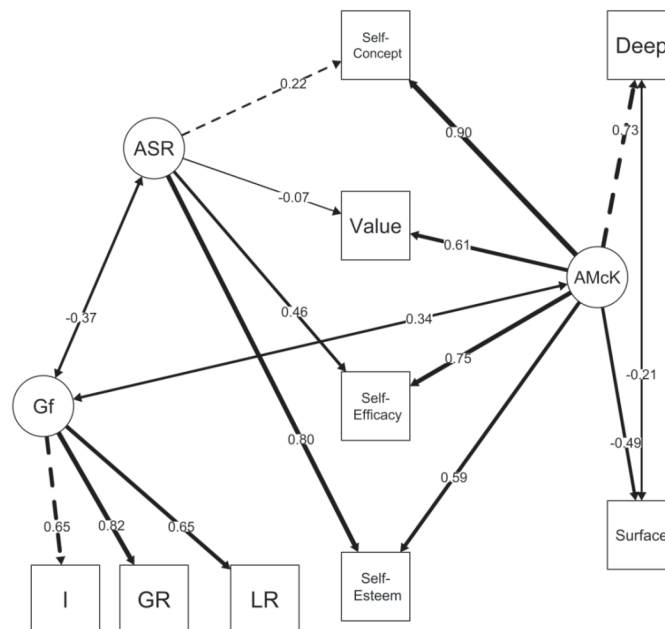 Self-
Concept
Deep
0.22
0.73
0.90
ASR
-0.07
Value
0.61
AMcK
0.46
0.34
-0.37
0.75
-0.21
Self-
Efficacy
Gf
0.80
-0.49
0.59
0.65
0.82
0.65
Surface
I
GR
LR
Self-
Esteem